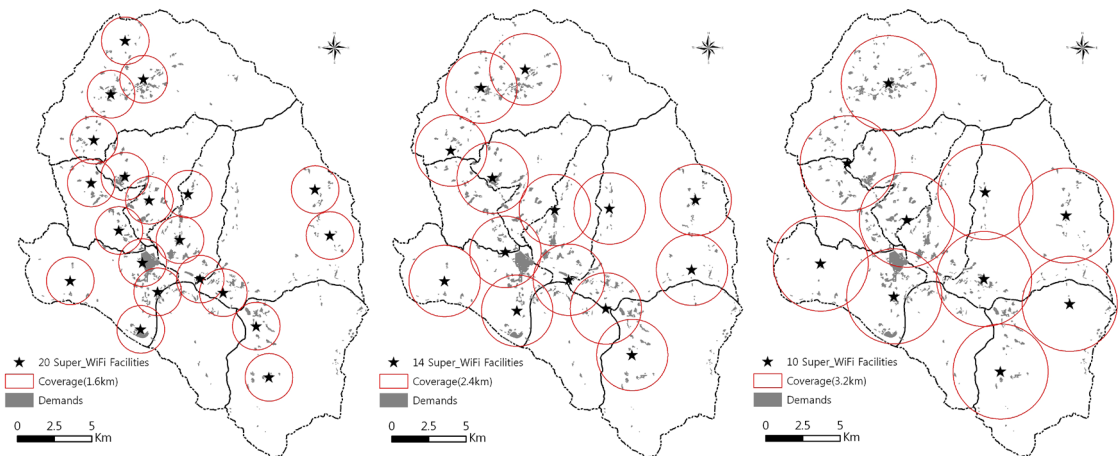 20 Super_WiFi Facilities
Coverage(1.6km)
Demands
0 2.5 5
Km
14 Super_WiFi Facilities
Coverage(2.4km)
Demands
0 2.5 5
Km
10 Super_WiFi Facilities
Coverage(3.2km)
Demands
0 2.5 5
Km